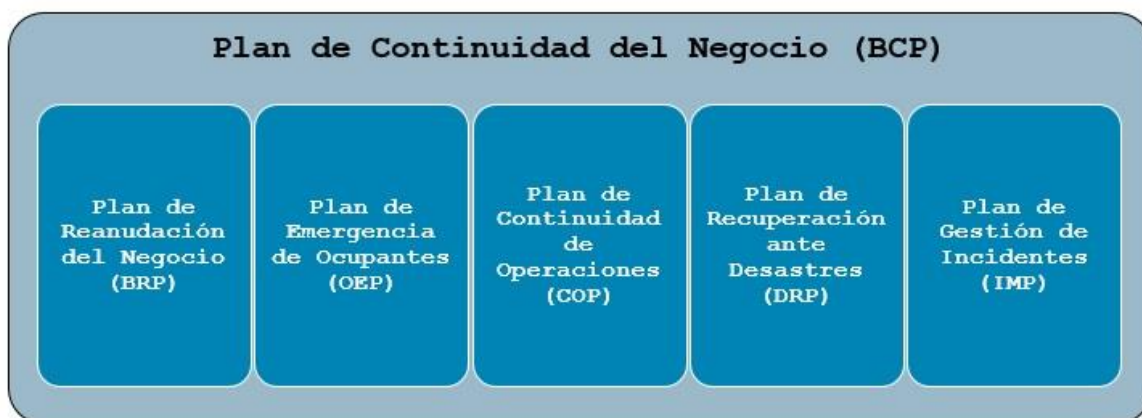 Plan de Continuidad del Negocio (BCP)
Plan de
Reanudación
del Negocio
(BRP)
Plan de
Emergencia
de Ocupantes
(OEP)
Plan de
Continuidad
de
Operaciones
(COP)
Plan de
Recuperación
ante
Desastres
(DRP)
Plan de
Gestión de
Incidentes
(IMP)